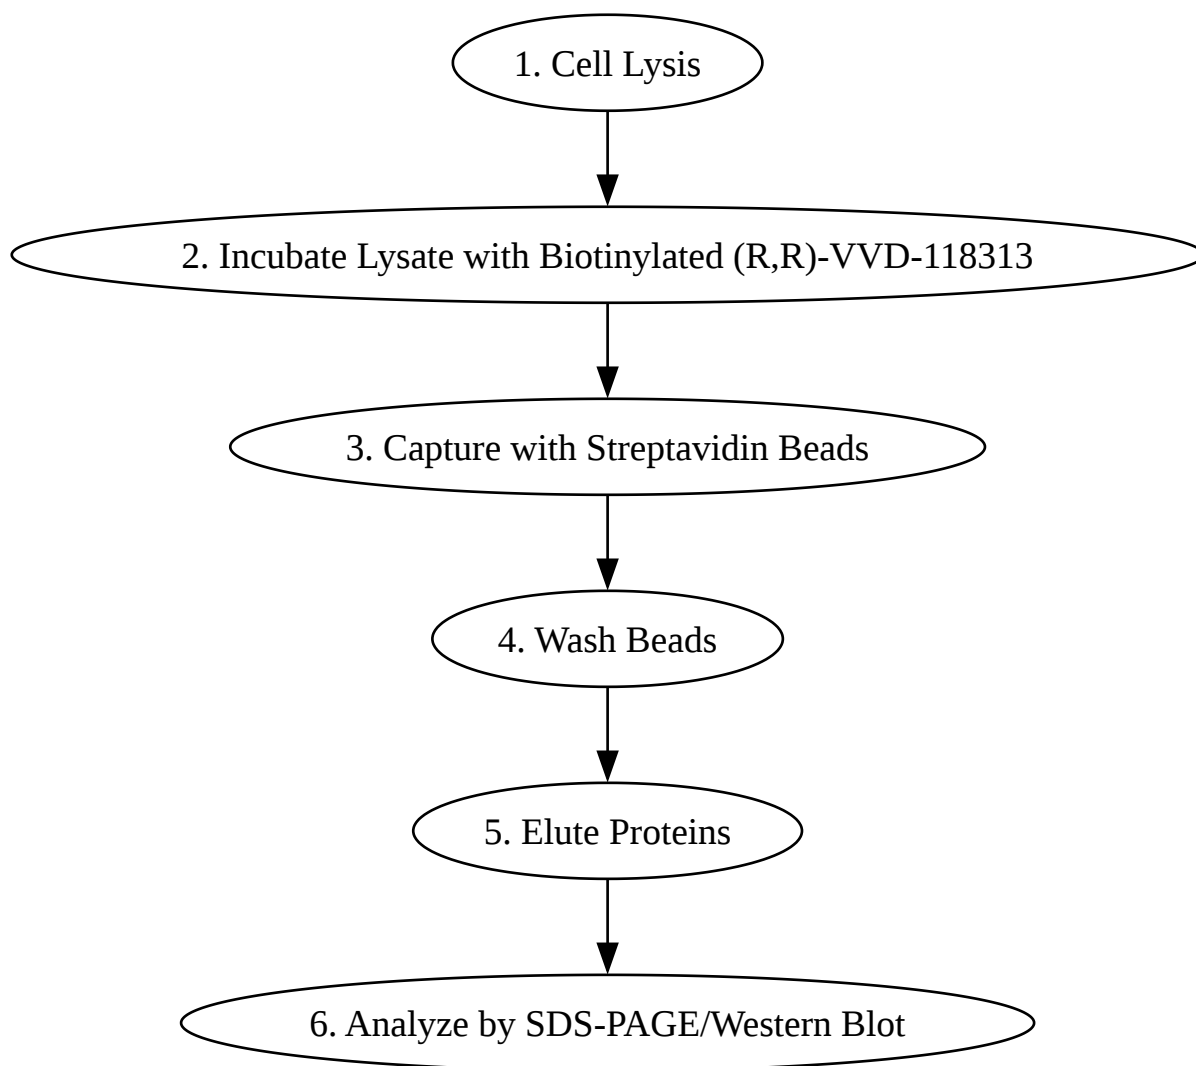 1. Cell Lysis
2. Incubate Lysate with Biotinylated (R,R)-VVD-118313
3. Capture with Streptavidin Beads
4. Wash Beads
5. Elute Proteins
6. Analyze by SDS-PAGE/Western Blot